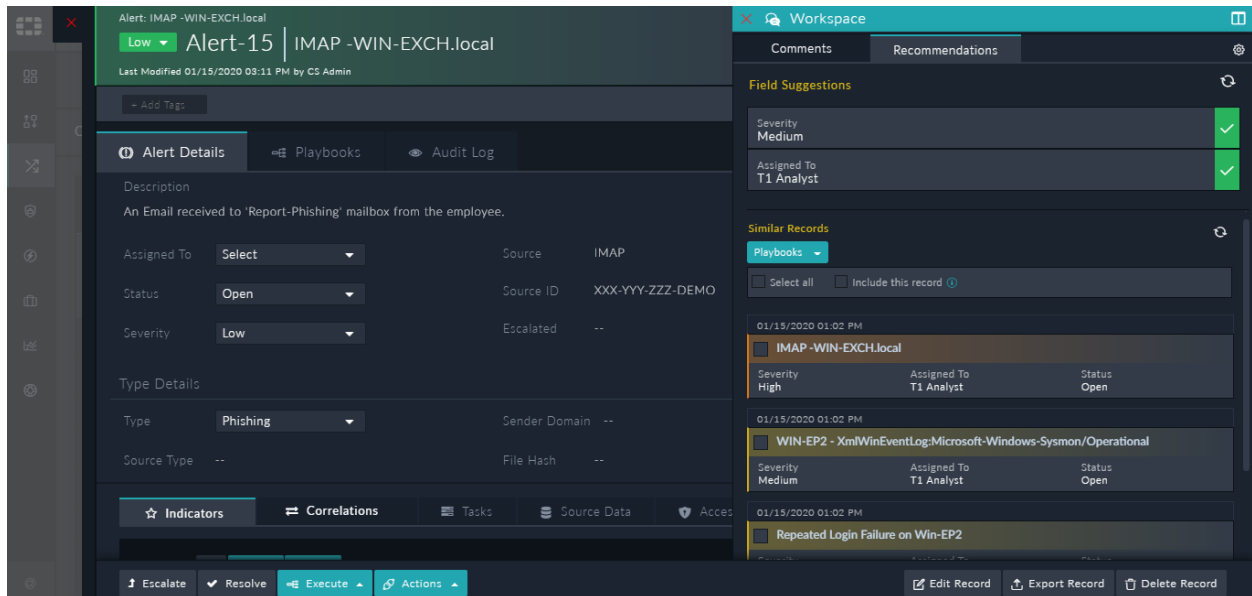 Alert: IMAP -WIN-EXCH.local
Low Alert-15 IMAP -WIN-EXCH.local
Last Modified 01/15/2020 03:11 PM by CS Admin
+ Add Tags
Alert Details Playbooks Audit Log
Description
An Email received to 'Report-Phishing' mailbox from the employee.
Assigned To Select Source IMAP
Status Open Source ID XXX-YYY-ZZZ-DEMO
Severity Low Escalated --
Type Details
Type Phishing Sender Domain --
Source Type -- File Hash --
Indicators Correlations Tasks Source Data Acces
Escalate Resolve Execute Actions Edit Record Export Record Delete Record
Workspace
Comments Recommendations
Field Suggestions
Severity
Medium
Assigned To
T1 Analyst
Similar Records
Playbooks
Select all Include this record
01/15/2020 01:02 PM
IMAP -WIN-EXCH.local
Severity Assigned To Status
High T1 Analyst Open
01/15/2020 01:02 PM
WIN-EP2 - XmlWinEventLog:Microsoft-Windows-Sysmon/Operational
Severity Assigned To Status
Medium T1 Analyst Open
01/15/2020 01:02 PM
Repeated Login Failure on Win-EP2
Severity Assigned To Status